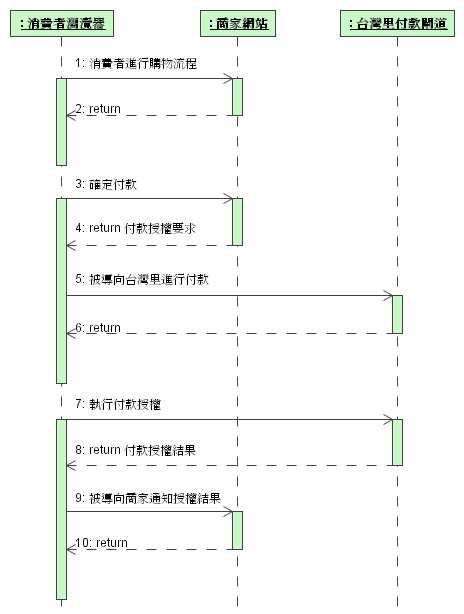 : 消費者瀏覽器
: 商家網站
: 台灣里付款閘道
1: 消費者進行購物流程
2: return
3: 確定付款
4: return 付款授權要求
5: 被導向台灣里進行付款
6: return
7: 執行付款授權
8: return 付款授權結果
9: 被導向商家通知授權結果
10: return